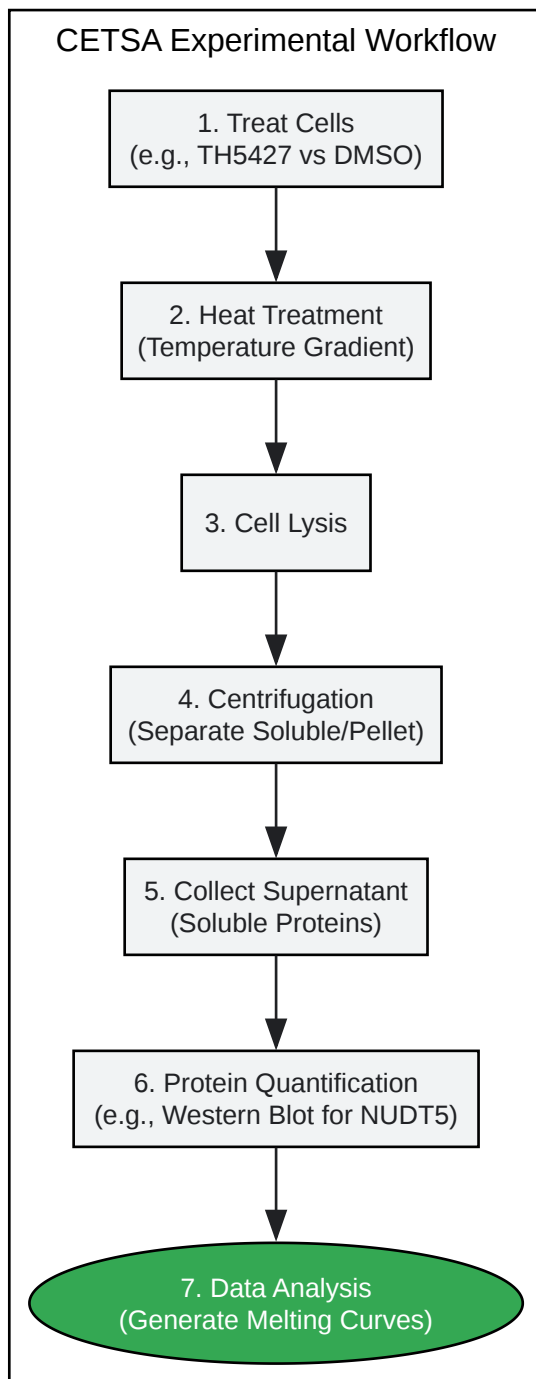 CETSA Experimental Workflow
1. Treat Cells
(e.g., TH5427 vs DMSO)
2. Heat Treatment
(Temperature Gradient)
3. Cell Lysis
4. Centrifugation
(Separate Soluble/Pellet)
5. Collect Supernatant
(Soluble Proteins)
6. Protein Quantification
(e.g., Western Blot for NUDT5)
7. Data Analysis
(Generate Melting Curves)